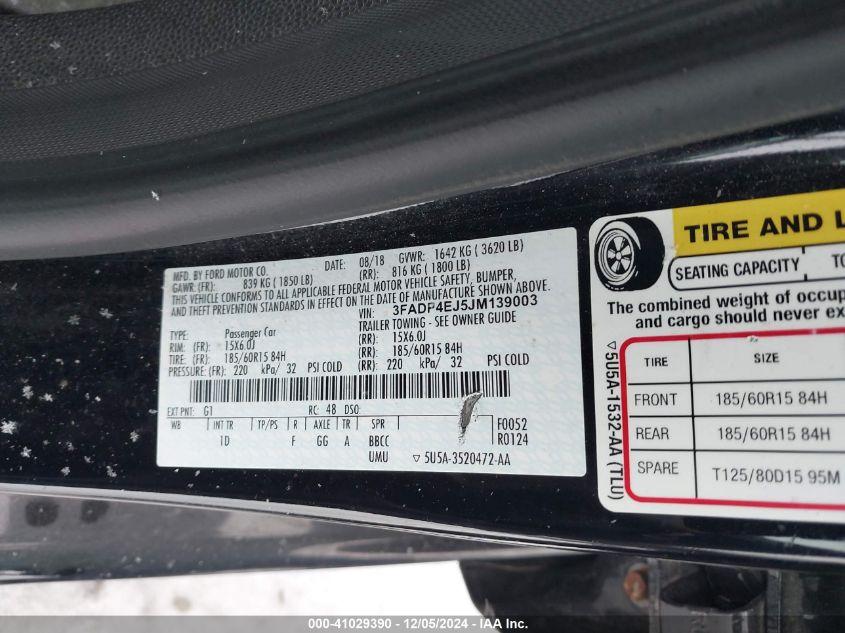 MFD. BY FORD MOTOR CO.
DATE: 08/18 GVWR: 1642 KG ( 3620 LB)
GAWR: (FR): 839 KG ( 1850 LB) (RR): 816 KG ( 1800 LB)
THIS VEHICLE CONFORMS TO ALL APPLICABLE FEDERAL MOTOR VEHICLE SAFETY, BUMPER,
AND THEFT PREVENTION STANDARDS IN EFFECT ON THE DATE OF MANUFACTURE SHOWN ABOVE.
VIN: 3FADP4EJ5JM139003
TYPE: Passenger Car TRAILER TOWING - SEE OWNER GUIDE
RIM: (FR): 15X6.0J (RR): 15X6.0J
TIRE: (FR): 185/60R15 84H (RR): 185/60R15 84H
PRESSURE: (FR): 220 kPa/ 32 PSI COLD (RR): 220 kPa/ 32 PSI COLD
EXT PNT: G1 RC: 48 DSO:
WB INT TR TP/PS R AXLE TR SPR
1D F GG A BBCC
UMU
F0052
R0124
▽ 5U5A-3520472-AA
TIRE AND L
SEATING CAPACITY TO
The combined weight of occup
and cargo should never ex
TIRE SIZE
FRONT 185/60R15 84H
REAR 185/60R15 84H
SPARE T125/80D15 95M
▽5U5A-1532-AA (TLU)
000-41029390 - 12/05/2024 - IAAI Inc.